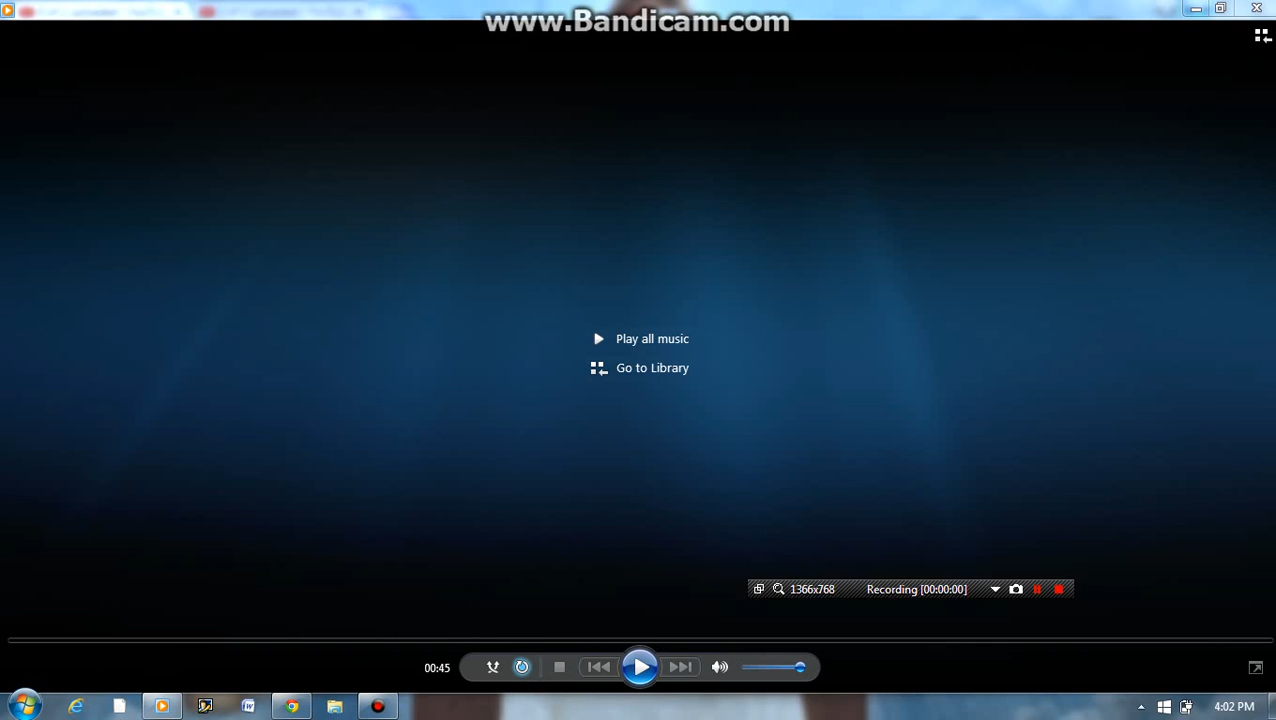 www.Bandicam.com
Play all music
Go to Library
1366x768 Recording [00:00:00]
00:45
4:02 PM